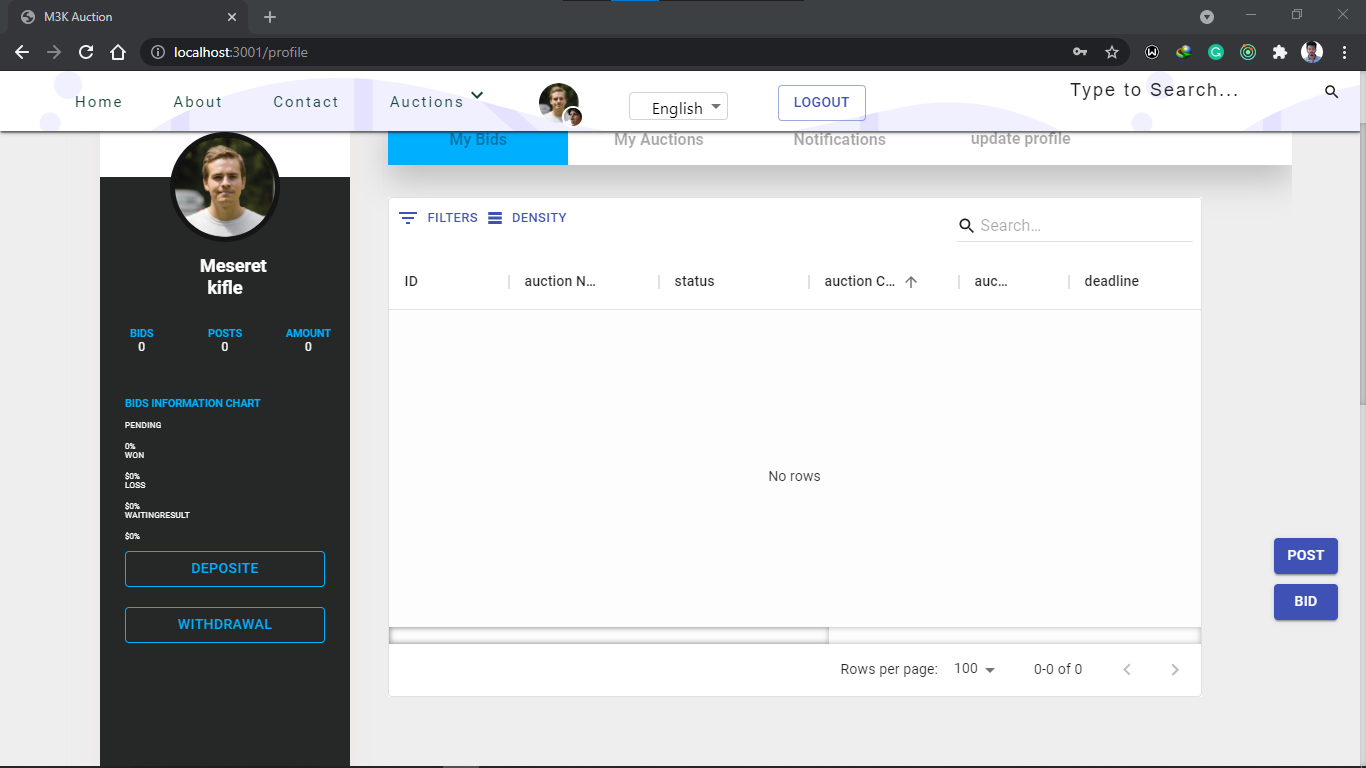 M3K Auction
localhost:3001/profile
Home About Contact Auctions English LOGOUT Type to Search...
My Bids My Auctions Notifications update profile
Meseret
kifle
BIDS POSTS AMOUNT
0 0 0
BIDS INFORMATION CHART
PENDING
0%
WON
$0%
LOSS
$0%
WAITINGRESULT
$0%
DEPOSITE
WITHDRAWAL
FILTERS DENSITY
Search…
ID auction N… status auction C… auc… deadline
No rows
POST
BID
Rows per page: 100 0-0 of 0